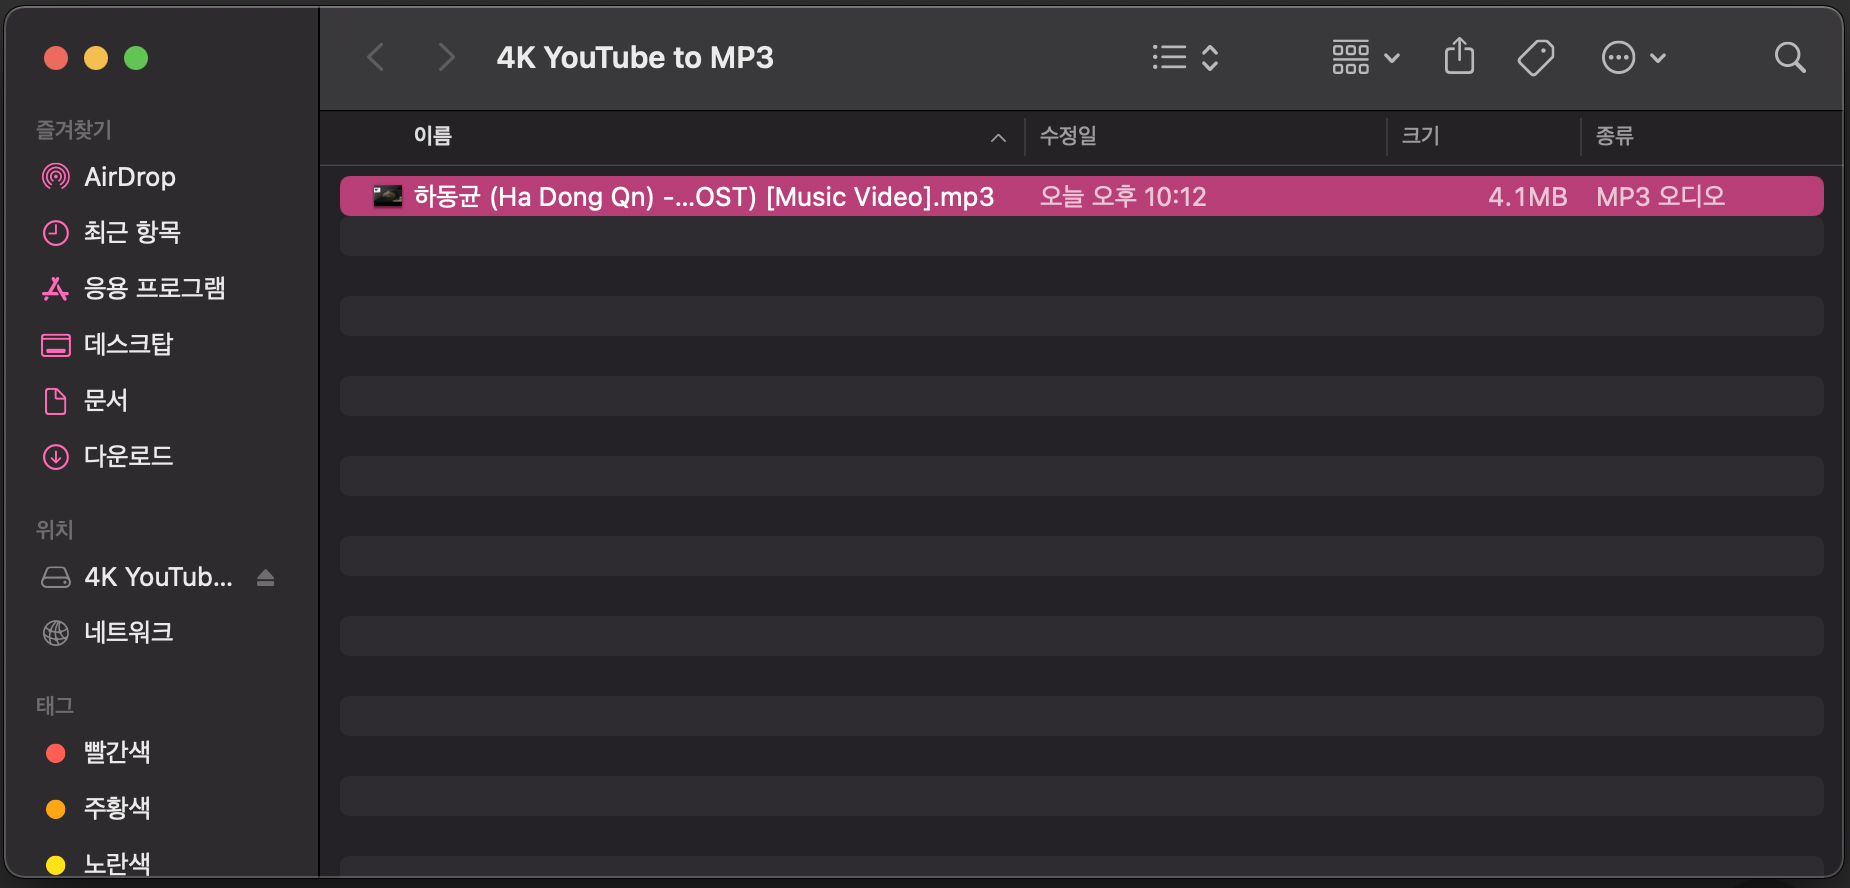 4K YouTube to MP3
즐겨찾기
AirDrop
최근 항목
응용 프로그램
데스크탑
문서
다운로드
위치
4K YouTub...
네트워크
태그
빨간색
주황색
노란색
이름 수정일 크기 종류
하동균 (Ha Dong Qn) -...OST) [Music Video].mp3 오늘 오후 10:12 4.1MB MP3 오디오